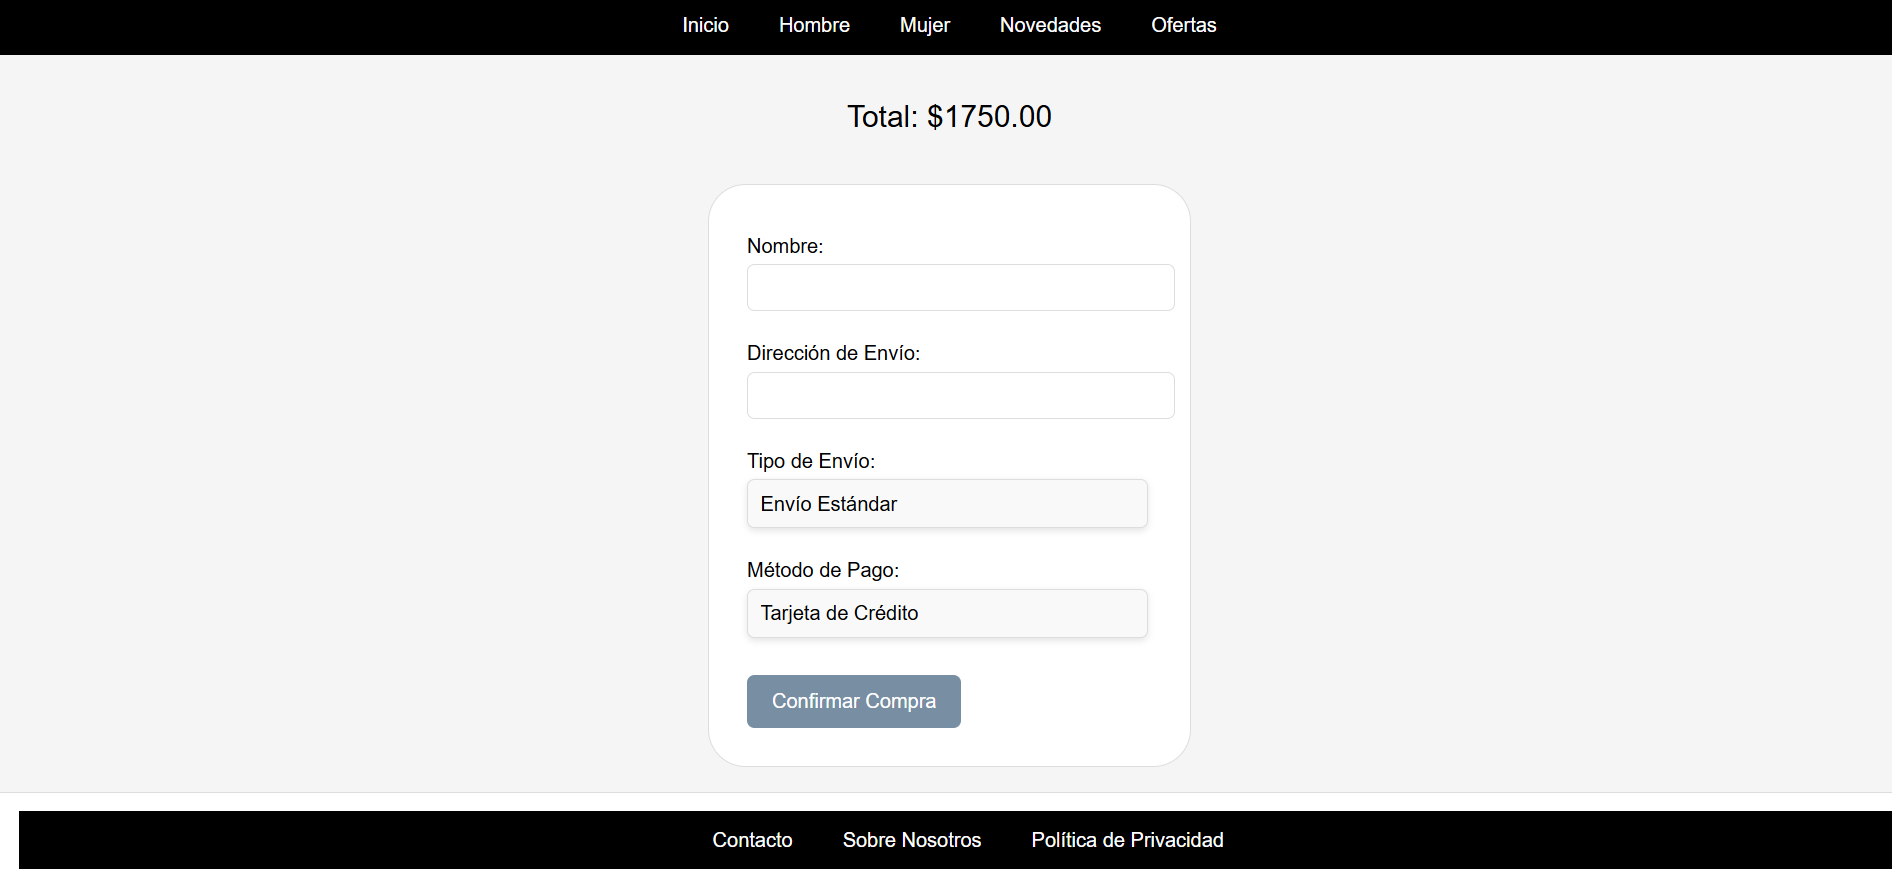 Inicio Hombre Mujer Novedades Ofertas
Total: $1750.00
Nombre:
Dirección de Envío:
Tipo de Envío:
Envío Estándar
Método de Pago:
Tarjeta de Crédito
Confirmar Compra
Contacto Sobre Nosotros Política de Privacidad